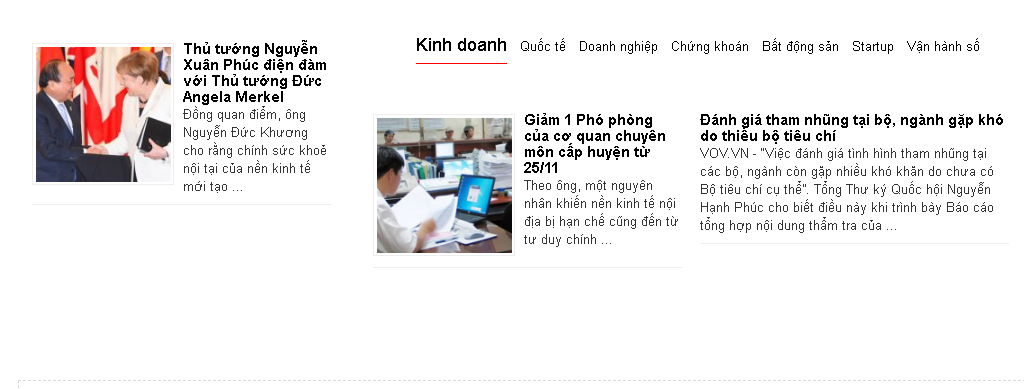 Thủ tướng Nguyễn
Xuân Phúc điện đàm
với Thủ tướng Đức
Angela Merkel
Đồng quan điểm, ông
Nguyễn Đức Khương
cho rằng chính sức khoẻ
nội tại của nền kinh tế
mới tạo ...
Kinh doanh Quốc tế Doanh nghiệp Chứng khoán Bất động sản Startup Vận hành số
Giảm 1 Phó phòng
của cơ quan chuyên
môn cấp huyện từ
25/11
Theo ông, một nguyên
nhân khiến nền kinh tế nội
địa bị hạn chế cũng đến từ
tư duy chính ...
Đánh giá tham nhũng tại bộ, ngành gặp khó
do thiếu bộ tiêu chí
VOV.VN - "Việc đánh giá tình hình tham nhũng tại
các bộ, ngành còn gặp nhiều khó khăn do chưa có
Bộ tiêu chí cụ thể". Tổng Thư ký Quốc hội Nguyễn
Hạnh Phúc cho biết điều này khi trình bày Báo cáo
tổng hợp nội dung thẩm tra của ...